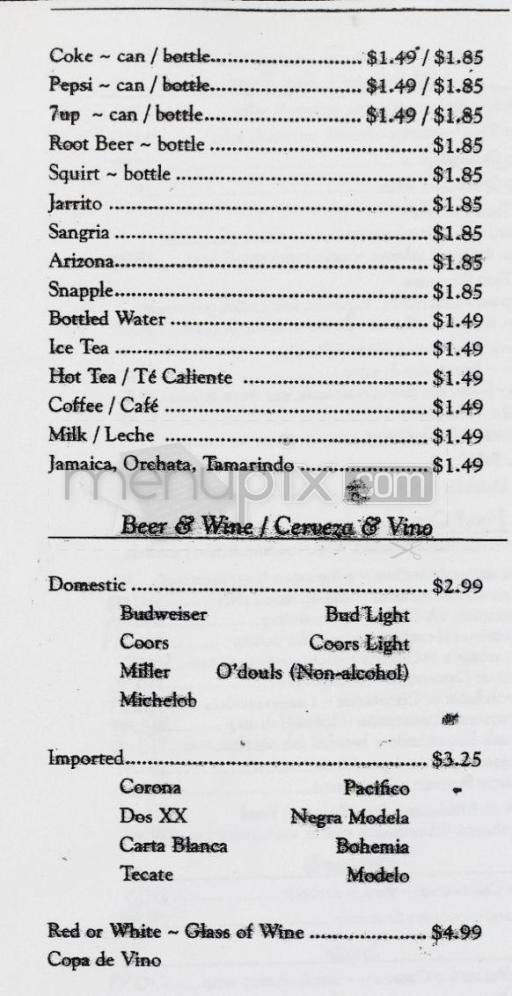 Coke ~ can / bottle............................ $1.49 / $1.85
Pepsi ~ can / bottle............................ $1.49 / $1.85
7up ~ can / bottle............................ $1.49 / $1.85
Root Beer ~ bottle ...................................... $1.85
Squirt ~ bottle ............................................ $1.85
Jarrito ........................................................ $1.85
Sangria ....................................................... $1.85
Arizona....................................................... $1.85
Snapple....................................................... $1.85
Bottled Water ............................................. $1.49
Ice Tea ....................................................... $1.49
Hot Tea / Té Caliente ................................ $1.49
Coffee / Café .............................................. $1.49
Milk / Leche .............................................. $1.49
Jamaica, Orchata, Tamarindo ....................... $1.49
menupix.com
Beer & Wine / Cerveza & Vino
Domestic .................................................... $2.99
Budweiser Bud Light
Coors Coors Light
Miller O'douls (Non-alcohol)
Michelob
Imported..................................................... $3.25
Corona Pacifico
Dos XX Negra Modela
Carta Blanca Bohemia
Tecate Modelo
Red or White ~ Glass of Wine .................... $4.99
Copa de Vino